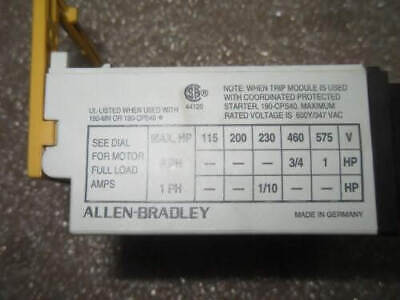 UL-LISTED WHEN USED WITH
190-MN OR 190-CPS40
44120
NOTE: WHEN TRIP MODULE IS USED
WITH COORDINATED PROTECTED
STARTER, 190-CPS40, MAXIMUM
RATED VOLTAGE IS 600Y/347 VAC
SEE DIAL
FOR MOTOR
FULL LOAD
AMPS
MAX. HP 115 200 230 460 575 V
3 PH — — — 3/4 1 HP
1 PH — — 1/10 — — HP
ALLEN-BRADLEY
MADE IN GERMANY